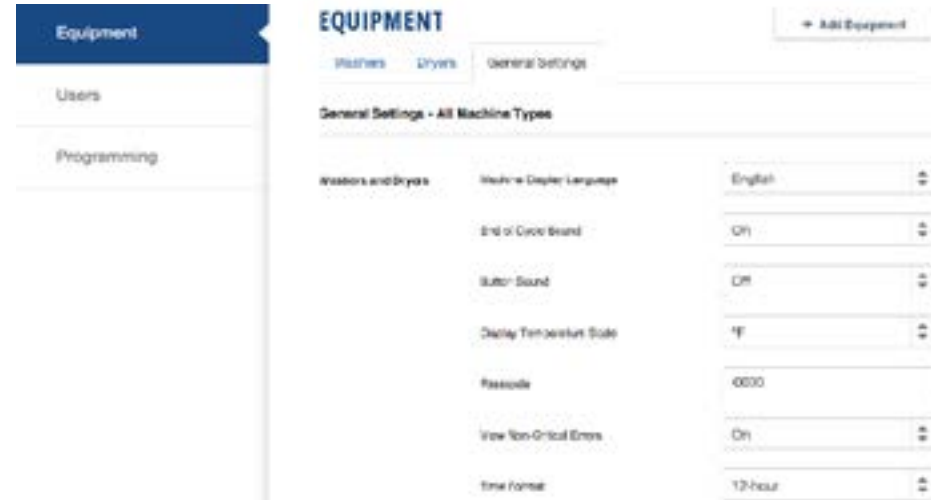 Equipment
Users
Programming
EQUIPMENT
+ Add Equipment
Washers Dryers General Settings
General Settings - All Machine Types
Washers and Dryers Machine Display Language English
End of Cycle Sound On
Button Sound Off
Display Temperature Scale °F
Passcode 0000
View Non-Critical Errors On
Time Format 12-hour